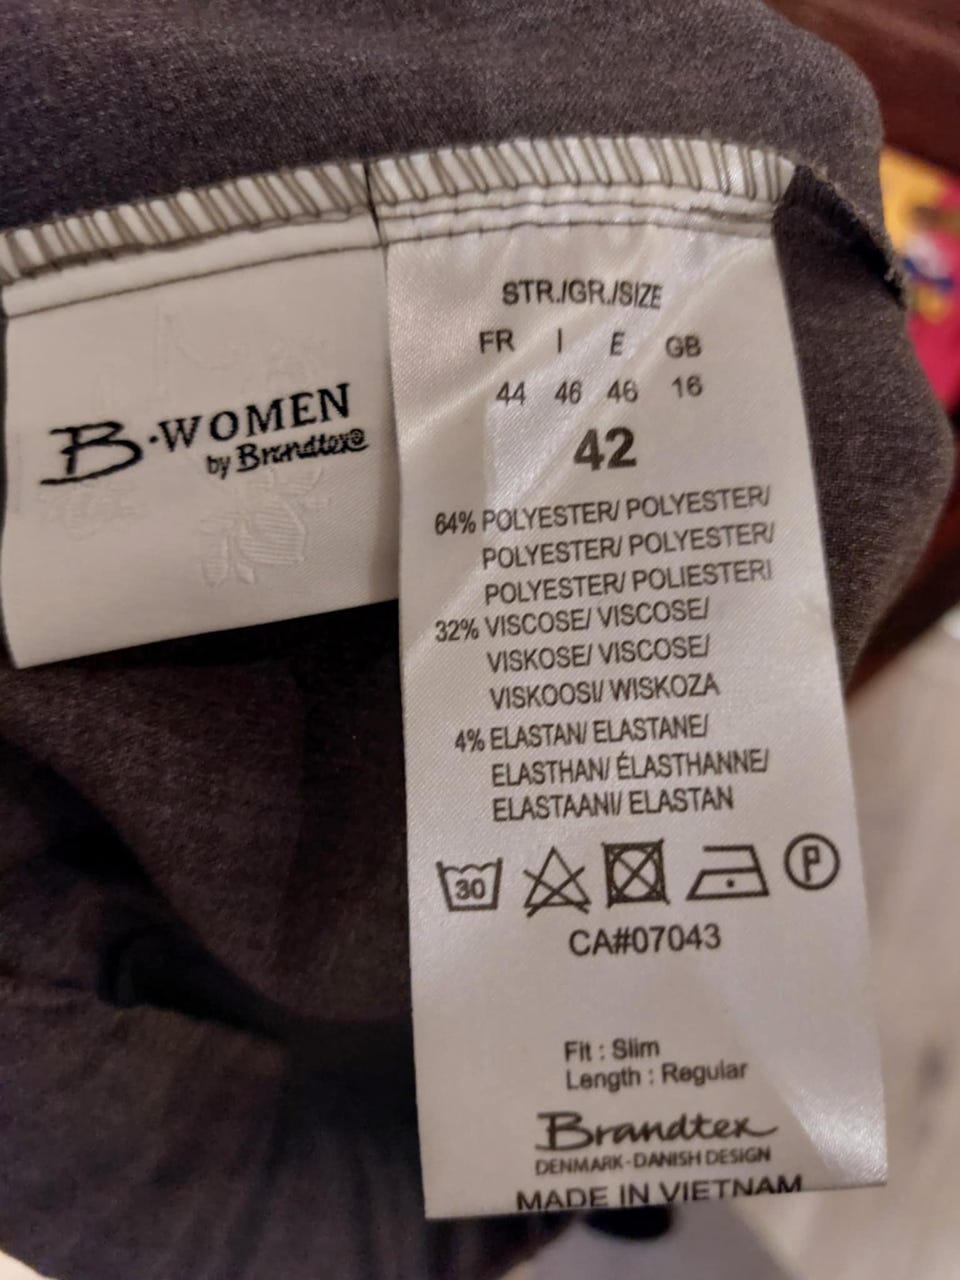 B·WOMEN
by Brandtex®
STR./GR./SIZE
FR I E GB
44 46 46 16
42
64% POLYESTER/ POLYESTER/
POLYESTER/ POLYESTER/
POLYESTER/ POLIESTERI
32% VISCOSE/ VISCOSE/
VISKOSE/ VISCOSE/
VISKOOSI/ WISKOZA
4% ELASTAN/ ELASTANE/
ELASTHAN/ ÉLASTHANNE/
ELASTAANI/ ELASTAN
30 P
CA#07043
Fit : Slim
Length : Regular
Brandtex
DENMARK - DANISH DESIGN
MADE IN VIETNAM